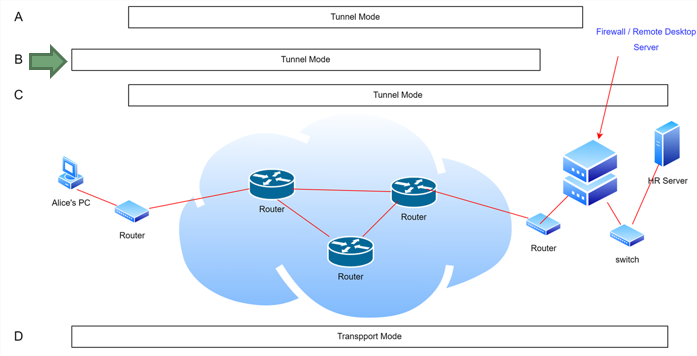 A
Tunnel Mode
Firewall / Remote Desktop
Server
B
Tunnel Mode
C
Tunnel Mode
HR Server
Alice's PC
Router
Router
Router
Router
Router
switch
D
Transpport Mode